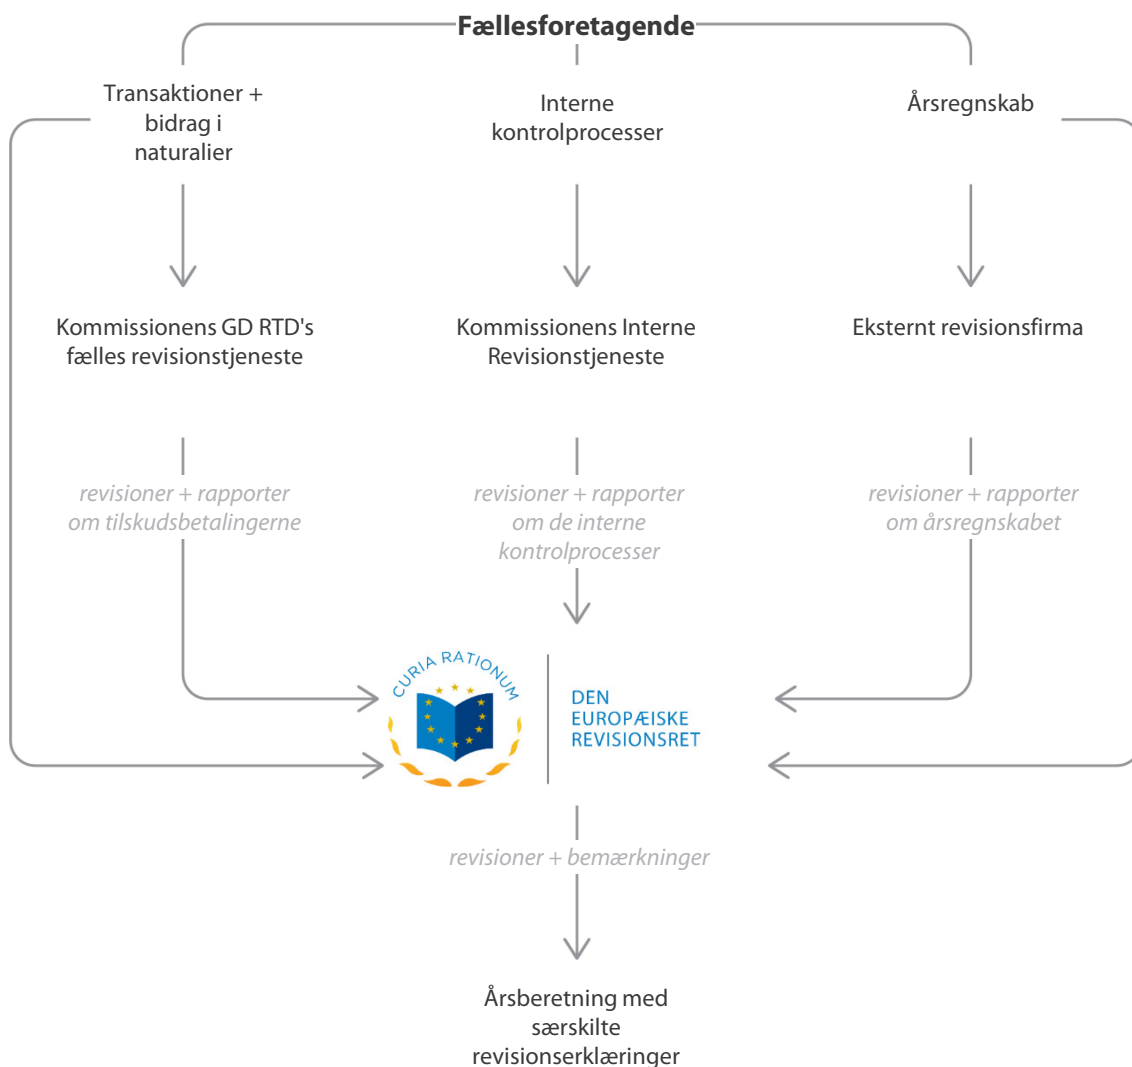 Fællesforetagende
Transaktioner +
bidrag i
naturalier
Interne
kontrolprocesser
Årsregnskab
Kommissionens GD RTD's
fælles revisionstjeneste
Kommissionens Interne
Revisionstjeneste
Eksternt revisionsfirma
revisioner + rapporter
om tilskudsbetalingerne
revisioner + rapporter
om de interne
kontrolprocesser
revisioner + rapporter
om årsregnskabet
CURIA RATIONUM
DEN
EUROPÆISKE
REVISIONSRET
revisioner + bemærkninger
Årsberetning med
særskilte
revisionserklæringer